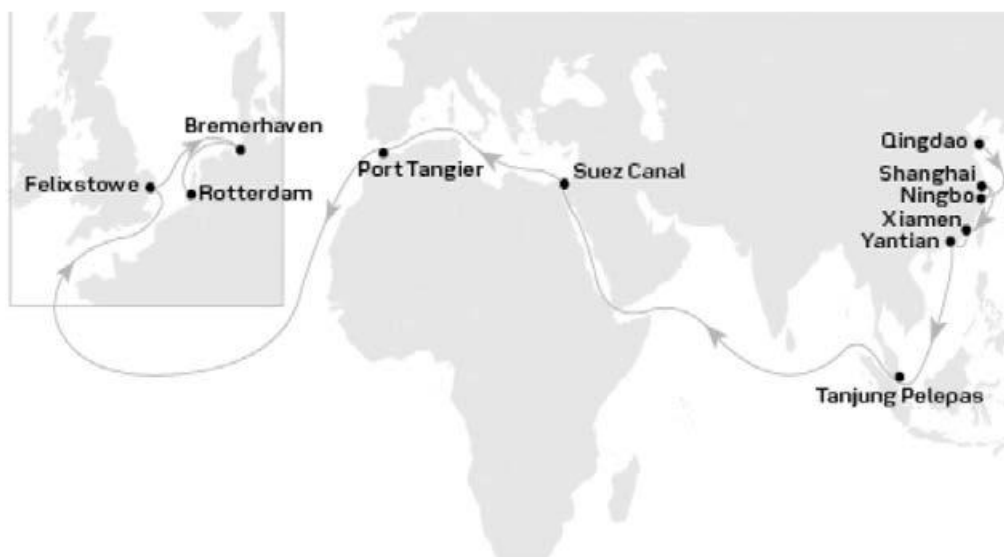 Bremerhaven
Felixstowe
Rotterdam
Port Tangier
Suez Canal
Qingdao
Shanghai
Ningbo
Xiamen
Yantian
Tanjung Pelepas